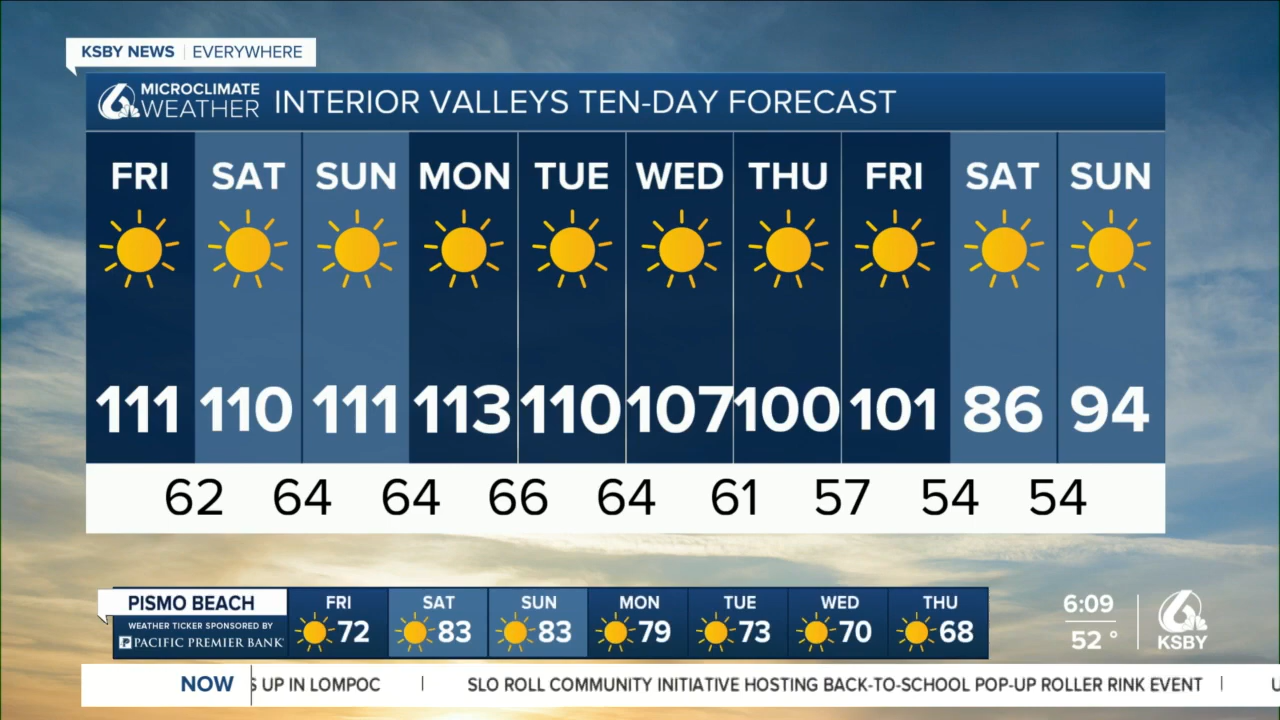 KSBY NEWS | EVERYWHERE
6 MICROCLIMATE
WEATHER
INTERIOR VALLEYS TEN-DAY FORECAST
FRI SAT SUN MON TUE WED THU FRI SAT SUN
111 110 111 113 110 107 100 101 86 94
62 64 64 66 64 61 57 54 54
PISMO BEACH
WEATHER TICKER SPONSORED BY
P PACIFIC PREMIER BANK
FRI SAT SUN MON TUE WED THU
72 83 83 79 73 70 68
6:09
52 °
6
KSBY
NOW S UP IN LOMPOC | SLO ROLL COMMUNITY INITIATIVE HOSTING BACK-TO-SCHOOL POP-UP ROLLER RINK EVENT | U